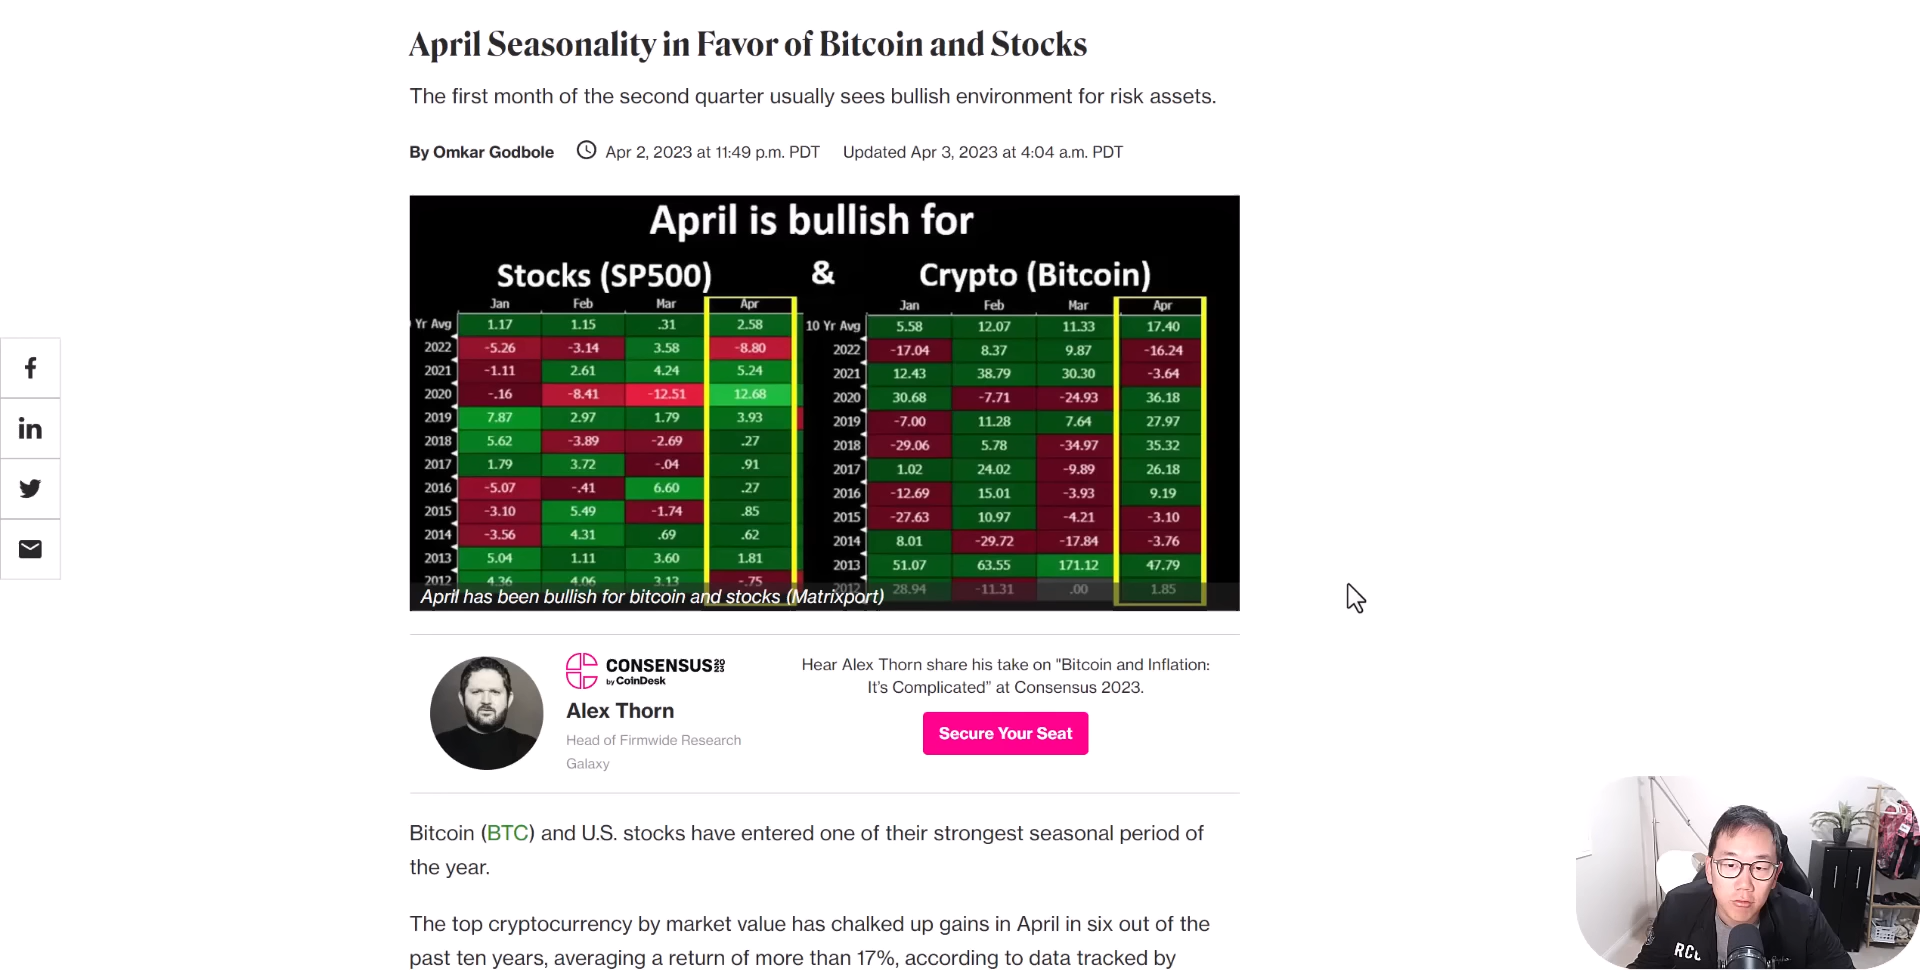 April Seasonality in Favor of Bitcoin and Stocks
The first month of the second quarter usually sees bullish environment for risk assets.
By Omkar Godbole Apr 2, 2023 at 11:49 p.m. PDT Updated Apr 3, 2023 at 4:04 a.m. PDT
April is bullish for
Stocks (SP500) & Crypto (Bitcoin)
Jan Feb Mar Apr
Yr Avg 1.17 1.15 .31 2.58
2022 -5.26 -3.14 3.58 -8.80
2021 -1.11 2.61 4.24 5.24
2020 -.16 -8.41 -12.51 12.68
2019 7.87 2.97 1.79 3.93
2018 5.62 -3.89 -2.69 .27
2017 1.79 3.72 -.04 .91
2016 -5.07 -.41 6.60 .27
2015 -3.10 5.49 -1.74 .85
2014 -3.56 4.31 .69 .62
2013 5.04 1.11 3.60 1.81
2012 4.36 4.06 3.13 -.75
Jan Feb Mar Apr
10 Yr Avg 5.58 12.07 11.33 17.40
2022 -17.04 8.37 9.87 -16.24
2021 12.43 38.79 30.30 -3.64
2020 30.68 -7.71 -24.93 36.18
2019 -7.00 11.28 7.64 27.97
2018 -29.06 5.78 -34.97 35.32
2017 1.02 24.02 -9.89 26.18
2016 -12.69 15.01 -3.93 9.19
2015 -27.63 10.97 -4.21 -3.10
2014 8.01 -29.72 -17.84 -3.76
2013 51.07 63.55 171.12 47.79
2012 28.94 -11.31 .00 1.85
April has been bullish for bitcoin and stocks (Matrixport)
CONSENSUS 2023
by CoinDesk
Alex Thorn
Head of Firmwide Research
Galaxy
Hear Alex Thorn share his take on "Bitcoin and Inflation:
It's Complicated” at Consensus 2023.
Secure Your Seat
Bitcoin (BTC) and U.S. stocks have entered one of their strongest seasonal period of
the year.
The top cryptocurrency by market value has chalked up gains in April in six out of the
past ten years, averaging a return of more than 17%, according to data tracked by